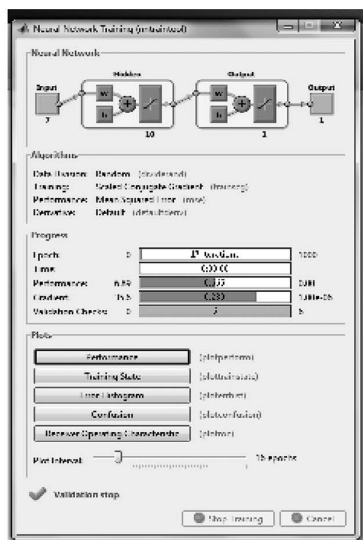 Neural Network Training (nntraintool)
Neural Network
Hidden Output
Input Output
W W
b b
7 10 1 1
Algorithms
Data Division: Random (dividerand)
Training: Scaled Conjugate Gradient (trainscg)
Performance: Mean Squared Error (mse)
Derivative: Default (defaultderiv)
Progress
Epoch: 0 1000
Time: 0:00:00
Performance: 0.00
Gradient: 1.00e-06
Validation Checks: 0 6
Plots
Performance (plotperform)
Training State (plottrainstate)
Error Histogram (ploterrhist)
Confusion (plotconfusion)
Receiver Operating Characteristic (plotroc)
Plot Interval: epochs
Validation stop.
Stop Training Cancel